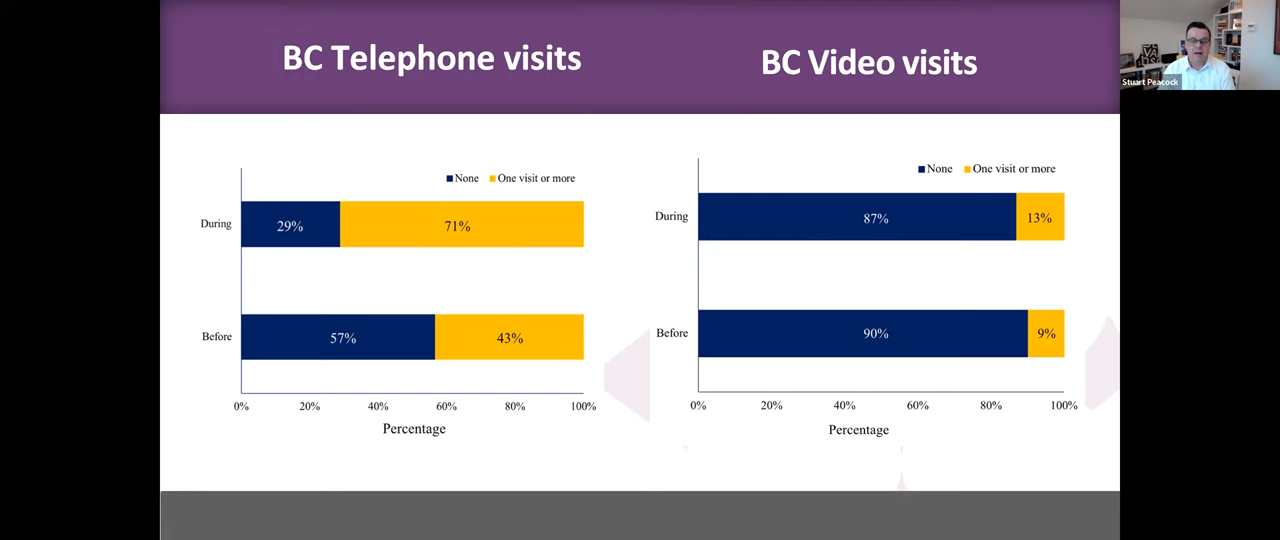 BC Telephone visits
BC Video visits
Stuart Peacock
None One visit or more
During 29% 71%
Before 57% 43%
0% 20% 40% 60% 80% 100%
Percentage
None One visit or more
During 87% 13%
Before 90% 9%
0% 20% 40% 60% 80% 100%
Percentage